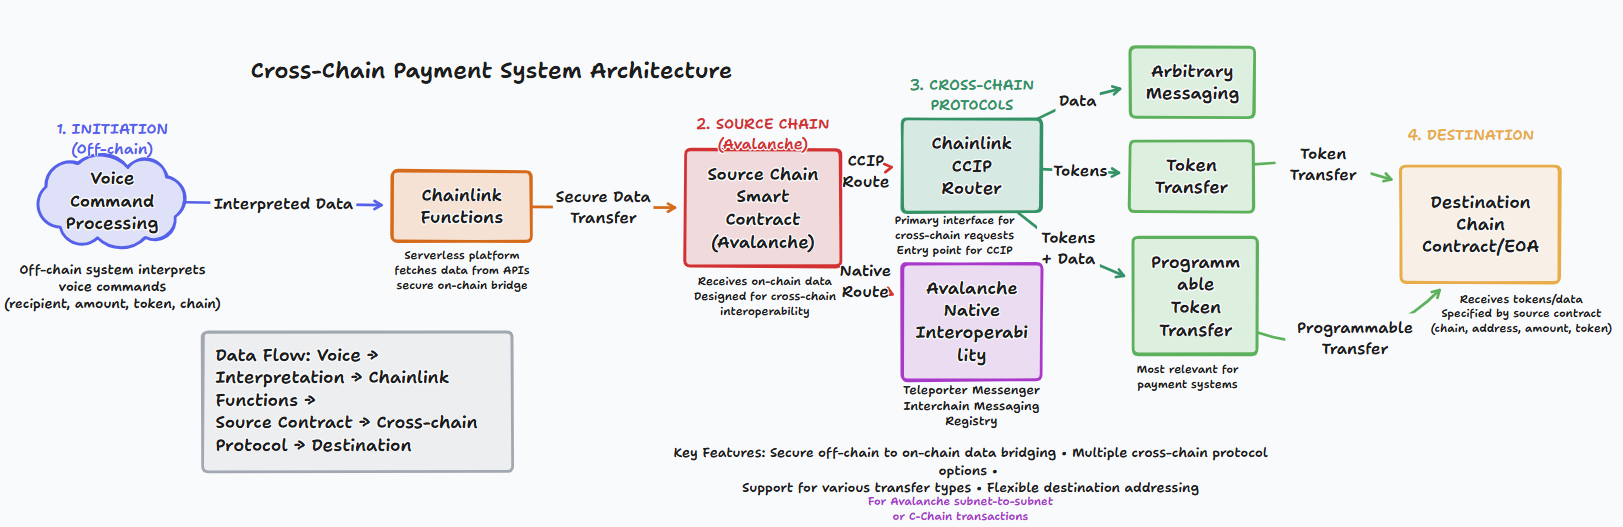 Cross-Chain Payment System Architecture
1. INITIATION
(Off-chain)
Voice
Command
Processing
Off-chain system interprets
voice commands
(recipient, amount, token, chain)
Interpreted Data
Chainlink
Functions
Serverless platform
fetches data from APIs
secure on-chain bridge
Secure Data
Transfer
2. SOURCE CHAIN
(Avalanche)
Source Chain
Smart
Contract
(Avalanche)
Receives on-chain data
Designed for cross-chain
interoperability
CCIP
Route
Native
Route
3. CROSS-CHAIN
PROTOCOLS
Chainlink
CCIP
Router
Primary interface for
cross-chain requests
Entry point for CCIP
Avalanche
Native
Interoperabi
lity
Teleporter Messenger
Interchain Messaging
Registry
Data
Tokens
Tokens
+ Data
Arbitrary
Messaging
Token
Transfer
Programm
able
Token
Transfer
Most relevant for
payment systems
Token
Transfer
Programmable
Transfer
4. DESTINATION
Destination
Chain
Contract/EOA
Receives tokens/data
Specified by source contract
(chain, address, amount, token)
Data Flow: Voice →
Interpretation → Chainlink
Functions →
Source Contract → Cross-chain
Protocol → Destination
Key Features: Secure off-chain to on-chain data bridging • Multiple cross-chain protocol
options •
Support for various transfer types • Flexible destination addressing
For Avalanche subnet-to-subnet
or C-Chain transactions